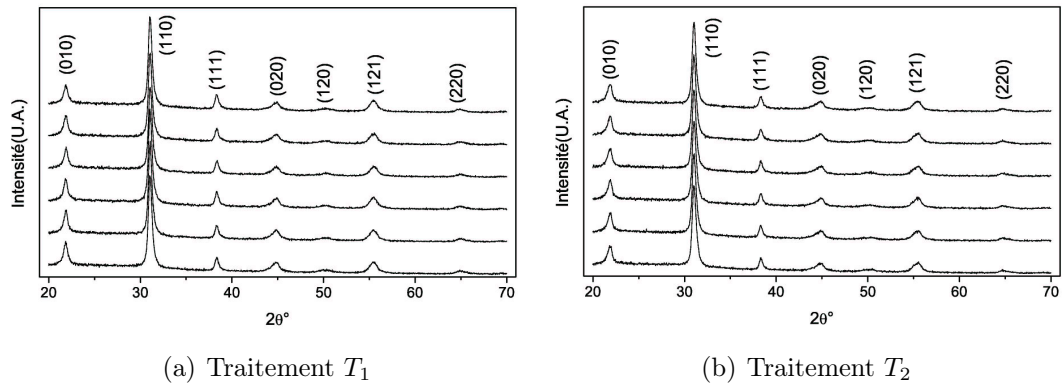 Intensité(U.A.)
(010)
(110)
(111)
(020)
(120)
(121)
(220)
20 30 40 50 60 70
2θ°
(a) Traitement T₁
Intensité(U.A.)
(010)
(110)
(111)
(020)
(120)
(121)
(220)
20 30 40 50 60 70
2θ°
(b) Traitement T₂